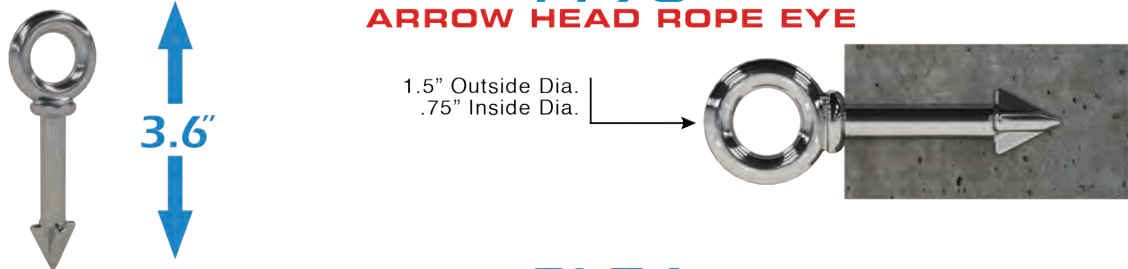 ARROW HEAD ROPE EYE
1.5” Outside Dia.
.75” Inside Dia.
3.6”